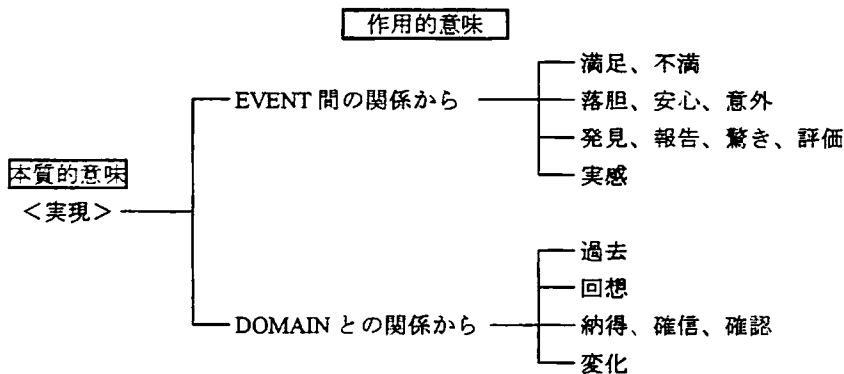 作用的意味
満足、不満
EVENT 間の関係から
落胆、安心、意外
発見、報告、驚き、評価
実感
本質的意味
＜実現＞
過去
回想
DOMAIN との関係から
納得、確信、確認
変化